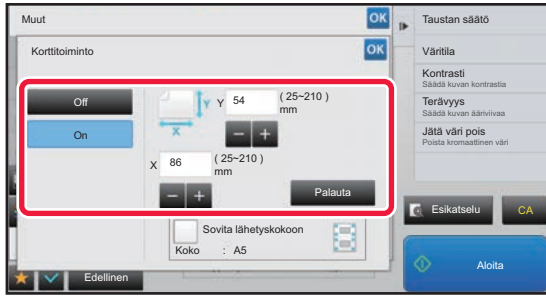 Muut
OK
Korttitoiminto
OK
Off
On
Y
X
Y 54 ( 25~210 )
mm
X 86 ( 25~210 )
mm
Palauta
Sovita lähetyskokoon
Koko : A5
Edellinen
Taustan säätö
Väritila
Kontrasti
Säädä kuvan kontrastia
Terävyys
Säädä kuvan ääriviivaa
Jätä väri pois
Poista kromaattinen väri
Esikatselu
CA
Aloita